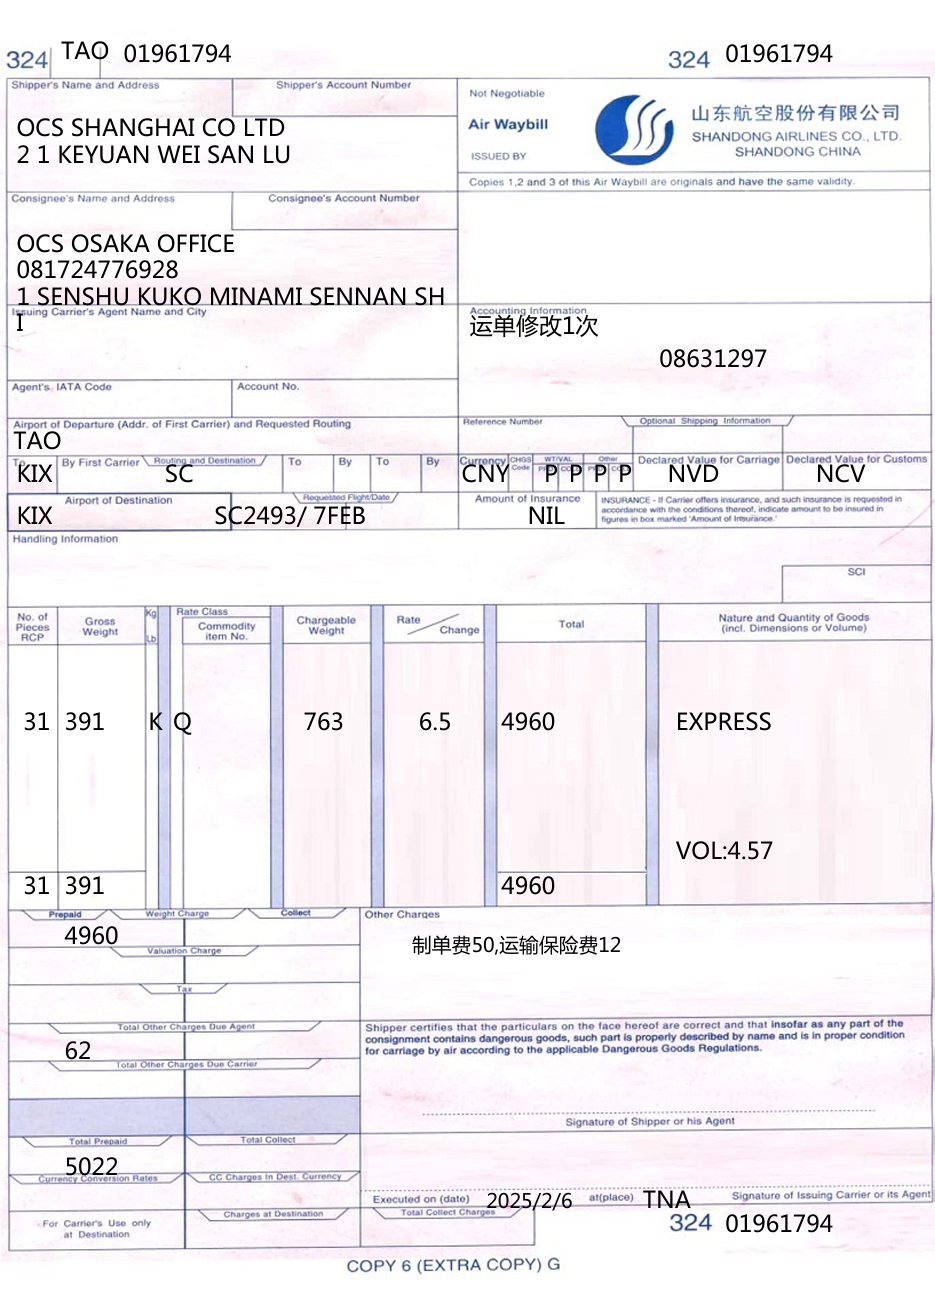 324 TAO 01961794
324 01961794
Shipper's Name and Address
Shipper's Account Number
OCS SHANGHAI CO LTD
2 1 KEYUAN WEI SAN LU
Not Negotiable
Air Waybill
ISSUED BY
山东航空股份有限公司
SHANDONG AIRLINES CO., LTD.
SHANDONG CHINA
Copies 1,2 and 3 of this Air Waybill are originals and have the same validity.
Consignee's Name and Address
Consignee's Account Number
OCS OSAKA OFFICE
081724776928
1 SENSHU KUKO MINAMI SENNAN SH
I
Issuing Carrier's Agent Name and City
Accounting Information
运单修改1次
08631297
Agent's IATA Code
Account No.
Airport of Departure (Addr. of First Carrier) and Requested Routing
TAO
Reference Number
Optional Shipping Information
To
By First Carrier
Routing and Destination
To
By
To
By
Currency
CHGS Code
WT/VAL
Other
Declared Value for Carriage
Declared Value for Customs
KIX
SC
CNY
P P P P
NVD
NCV
Airport of Destination
Requested Flight/Date
Amount of Insurance
KIX
SC2493/ 7FEB
NIL
INSURANCE - If Carrier offers insurance, and such insurance is requested in
accordance with the conditions thereof, indicate amount to be insured in
figures in box marked 'Amount of Insurance.'
Handling Information
SCI
No. of
Pieces
RCP
Gross
Weight
Kg
Lb
Rate Class
Commodity
item No.
Chargeable
Weight
Rate
Change
Total
Nature and Quantity of Goods
(incl. Dimensions or Volume)
31 391 K Q 763 6.5 4960 EXPRESS
VOL:4.57
31 391 4960
Prepaid
Weight Charge
Collect
4960
Other Charges
制单费50,运输保险费12
Valuation Charge
Tax
Total Other Charges Due Agent
62
Total Other Charges Due Carrier
Shipper certifies that the particulars on the face hereof are correct and that insofar as any part of the
consignment contains dangerous goods, such part is properly described by name and is in proper condition
for carriage by air according to the applicable Dangerous Goods Regulations.
Signature of Shipper or his Agent
Total Prepaid
Total Collect
5022
Currency Conversion Rates
CC Charges In Dest. Currency
Executed on (date) 2025/2/6 at(place) TNA Signature of Issuing Carrier or its Agent
For Carrier's Use only
at Destination
Charges at Destination
Total Collect Charges
324 01961794
COPY 6 (EXTRA COPY) G